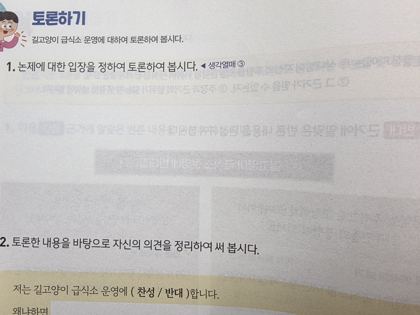 토론하기
길고양이 급식소 운영에 대하여 토론하여 봅시다.
1. 논제에 대한 입장을 정하여 토론하여 봅시다. ◀ 생각열매 ③
2. 토론한 내용을 바탕으로 자신의 의견을 정리하여 써 봅시다.
저는 길고양이 급식소 운영에 ( 찬성 / 반대 )합니다.
왜냐하면